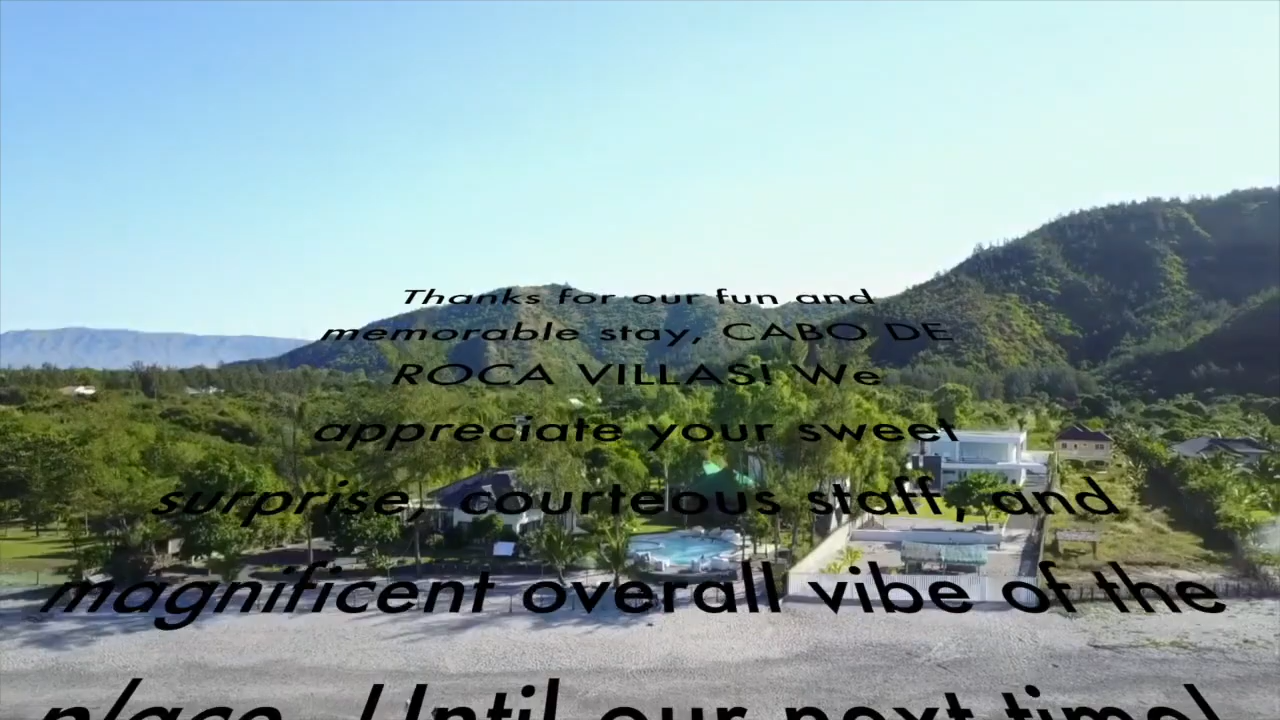 Thanks for our fun and
memorable stay, CABO DE
ROCA VILLAS! We
appreciate your sweet
surprise, courteous staff, and
magnificent overall vibe of the
place. Until our next time!